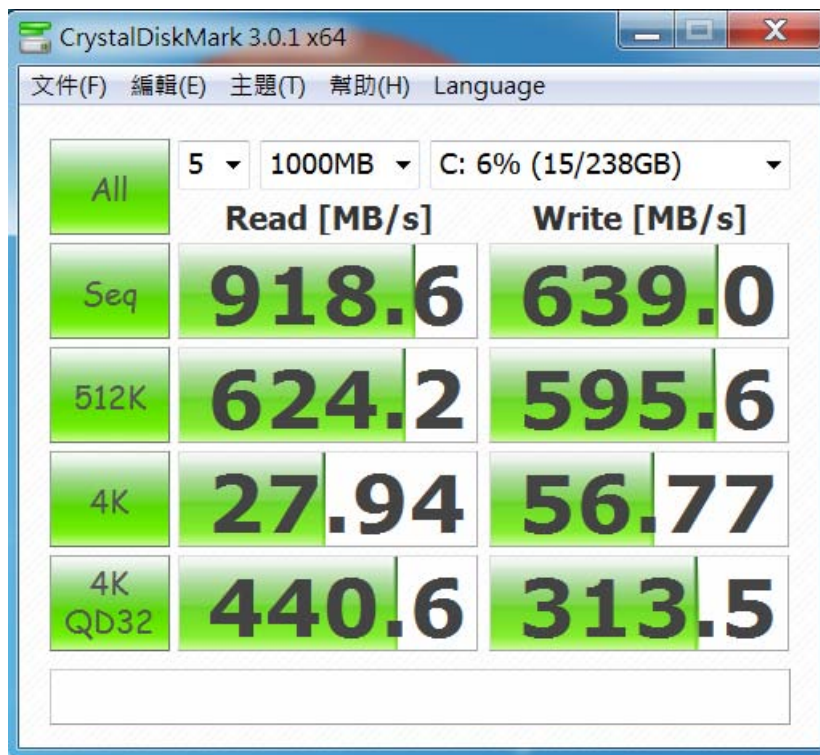 CrystalDiskMark 3.0.1 x64
文件(F) 編輯(E) 主題(T) 幫助(H) Language
All 5 1000MB C: 6% (15/238GB)
Read [MB/s] Write [MB/s]
Seq 918.6 639.0
512K 624.2 595.6
4K 27.94 56.77
4K
QD32 440.6 313.5